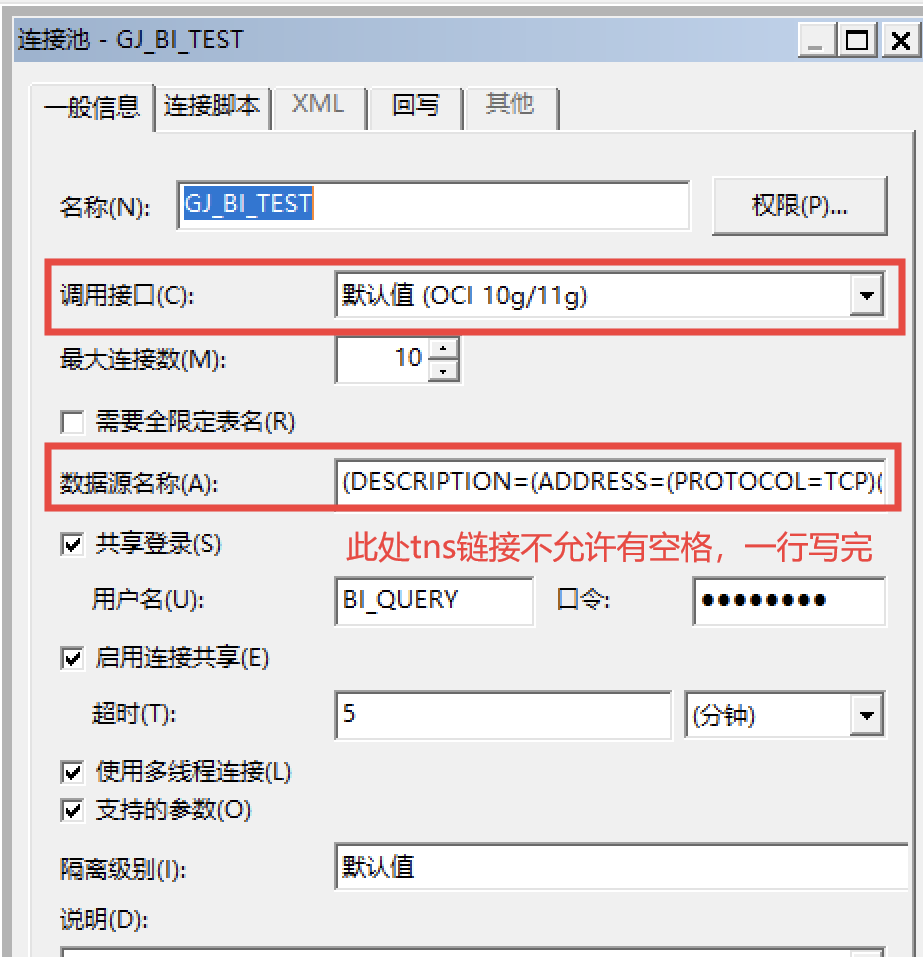 连接池 - GJ_BI_TEST
一般信息 连接脚本 XML 回写 其他
名称(N): GJ_BI_TEST 权限(P)...
调用接口(C): 默认值 (OCI 10g/11g)
最大连接数(M): 10
需要全限定表名(R)
数据源名称(A): (DESCRIPTION=(ADDRESS=(PROTOCOL=TCP)(
共享登录(S) 此处tns链接不允许有空格，一行写完
用户名(U): BI_QUERY 口令: ●●●●●●●●
启用连接共享(E)
超时(T): 5 (分钟)
使用多线程连接(L)
支持的参数(O)
隔离级别(I): 默认值
说明(D):